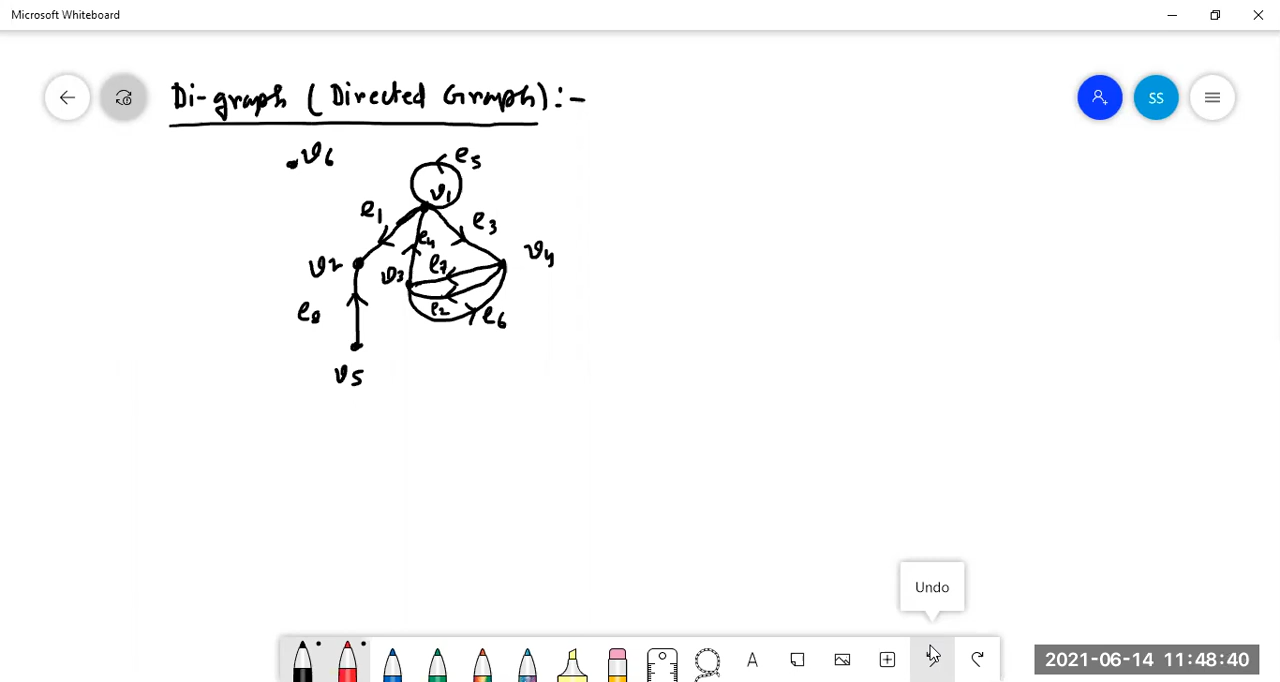 Microsoft Whiteboard
Di-graph (Directed Graph):-
SS
v6
e5
v1
e1
e3
e4
v4
v2
v3
e7
e2
e8
e6
v5
Undo
A
2021-06-14 11:48:40